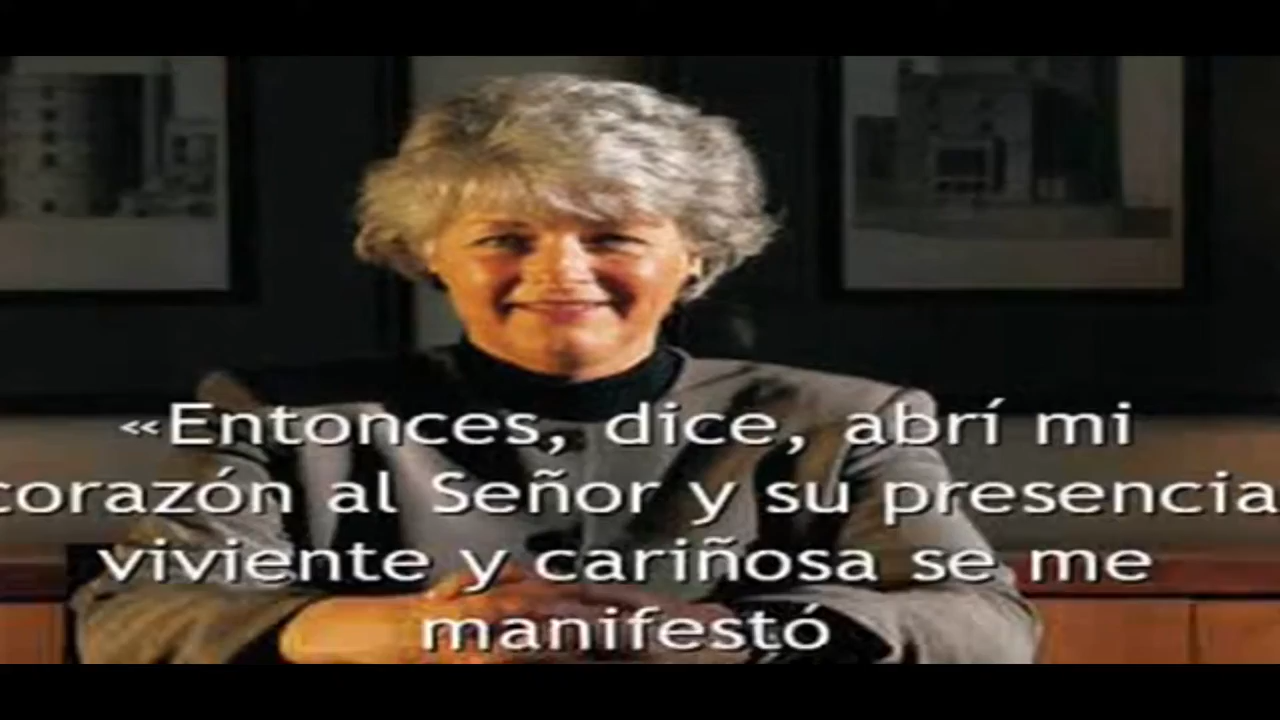 «Entonces, dice, abrí mi
corazón al Señor y su presencia
viviente y cariñosa se me
manifestó